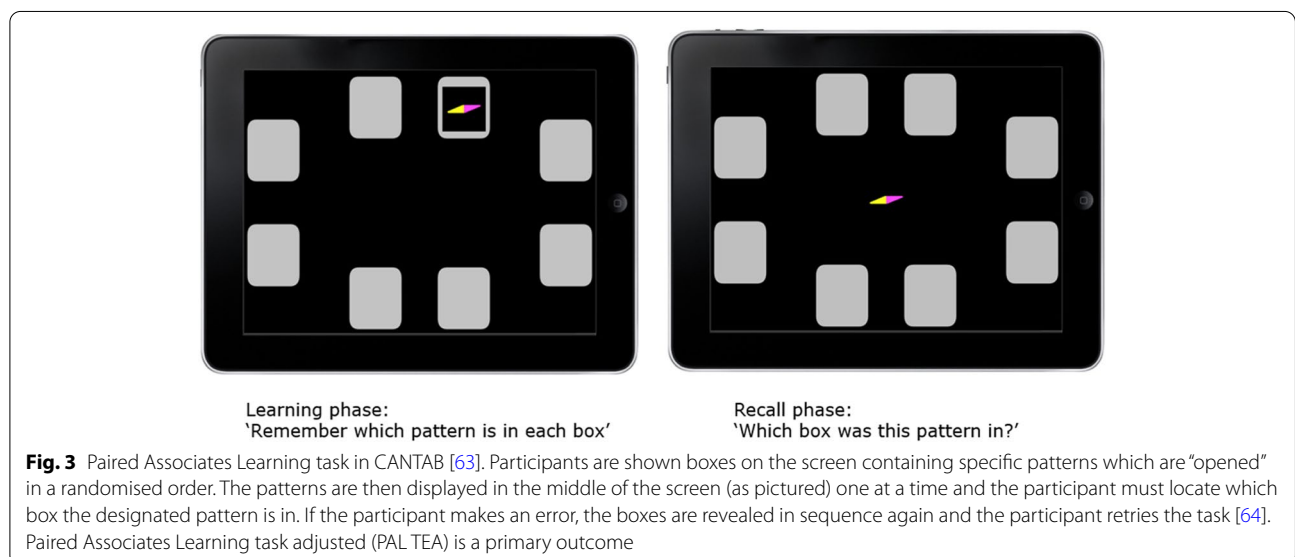 Learning phase:
'Remember which pattern is in each box'
Recall phase:
'Which box was this pattern in?'
Fig. 3 Paired Associates Learning task in CANTAB [63]. Participants are shown boxes on the screen containing specific patterns which are “opened”
in a randomised order. The patterns are then displayed in the middle of the screen (as pictured) one at a time and the participant must locate which
box the designated pattern is in. If the participant makes an error, the boxes are revealed in sequence again and the participant retries the task [64].
Paired Associates Learning task adjusted (PAL TEA) is a primary outcome